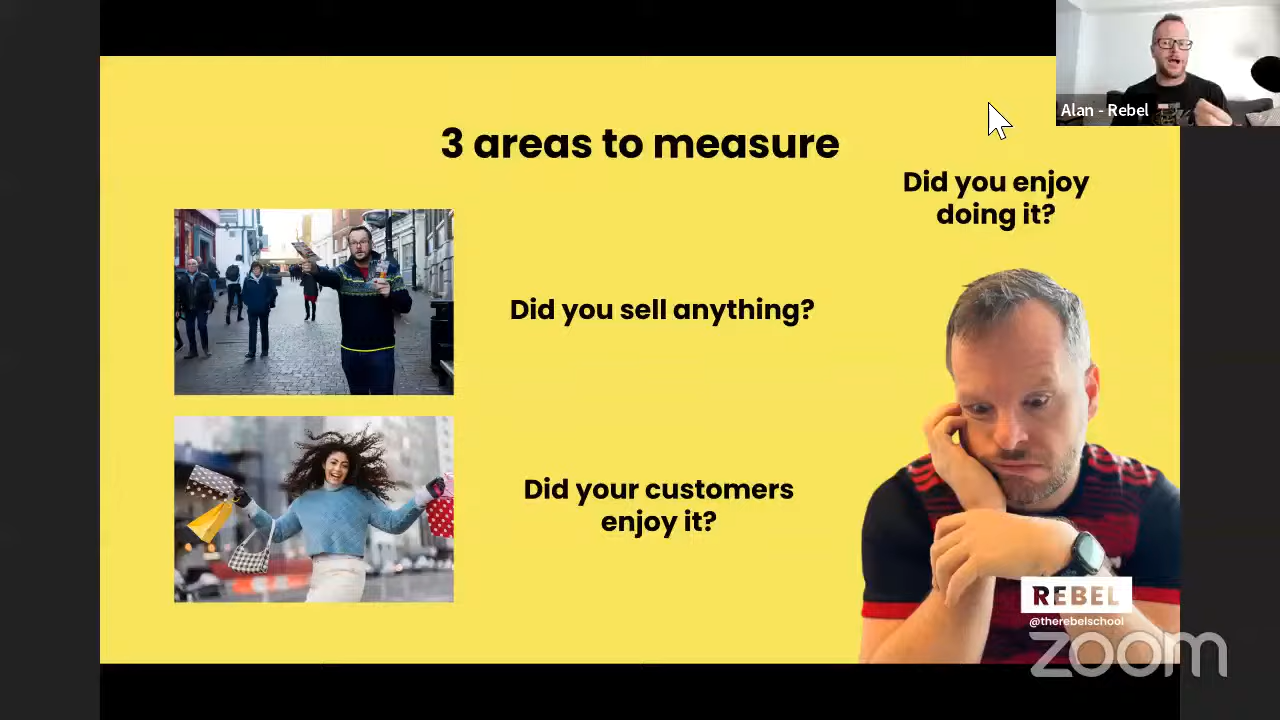 Alan - Rebel
3 areas to measure
Did you enjoy
doing it?
Did you sell anything?
Did your customers
enjoy it?
REBEL
@therebelschool
zoom